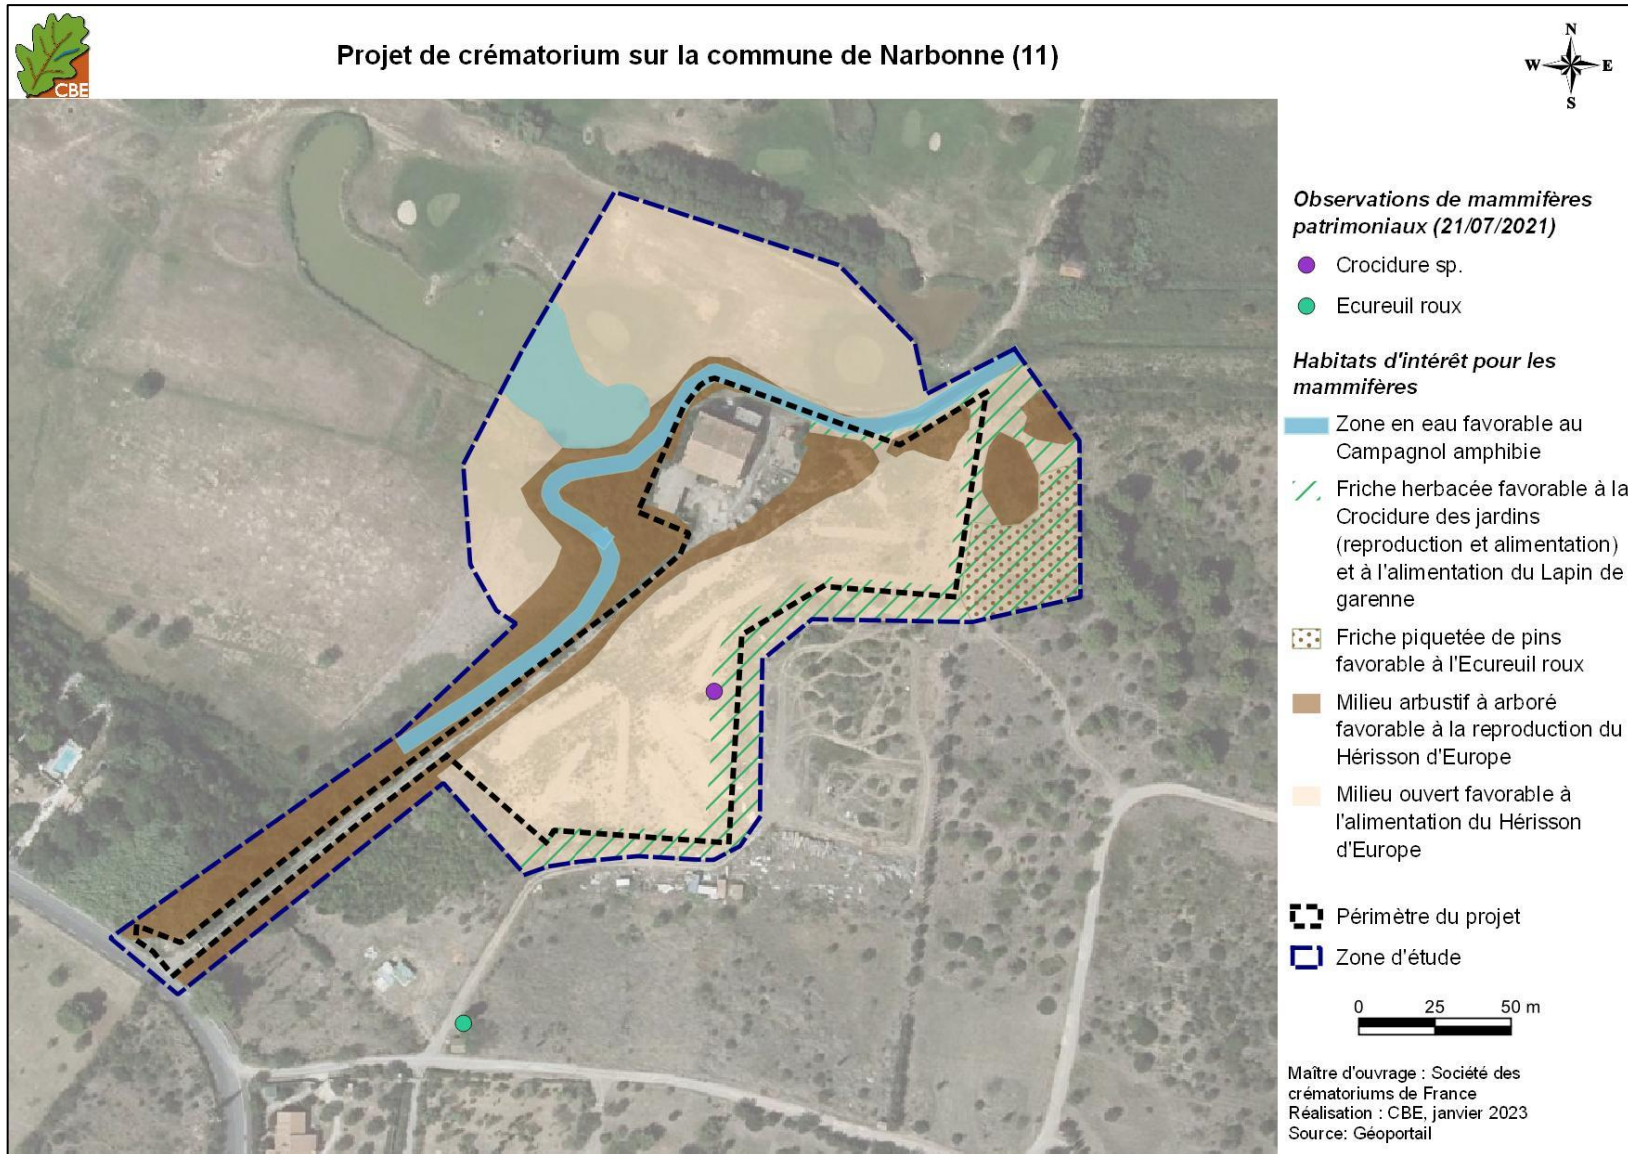 CBE
Projet de crématorium sur la commune de Narbonne (11)
N
W E
S
Observations de mammifères
patrimoniaux (21/07/2021)
Crocidure sp.
Ecureuil roux
Habitats d'intérêt pour les
mammifères
Zone en eau favorable au
Campagnol amphibie
Friche herbacée favorable à la
Crocidure des jardins
(reproduction et alimentation)
et à l'alimentation du Lapin de
garenne
Friche piquetée de pins
favorable à l'Ecureuil roux
Milieu arbustif à arboré
favorable à la reproduction du
Hérisson d'Europe
Milieu ouvert favorable à
l'alimentation du Hérisson
d'Europe
Périmètre du projet
Zone d'étude
0 25 50 m
Maître d'ouvrage : Société des
crématoriums de France
Réalisation : CBE, janvier 2023
Source: Géoportail